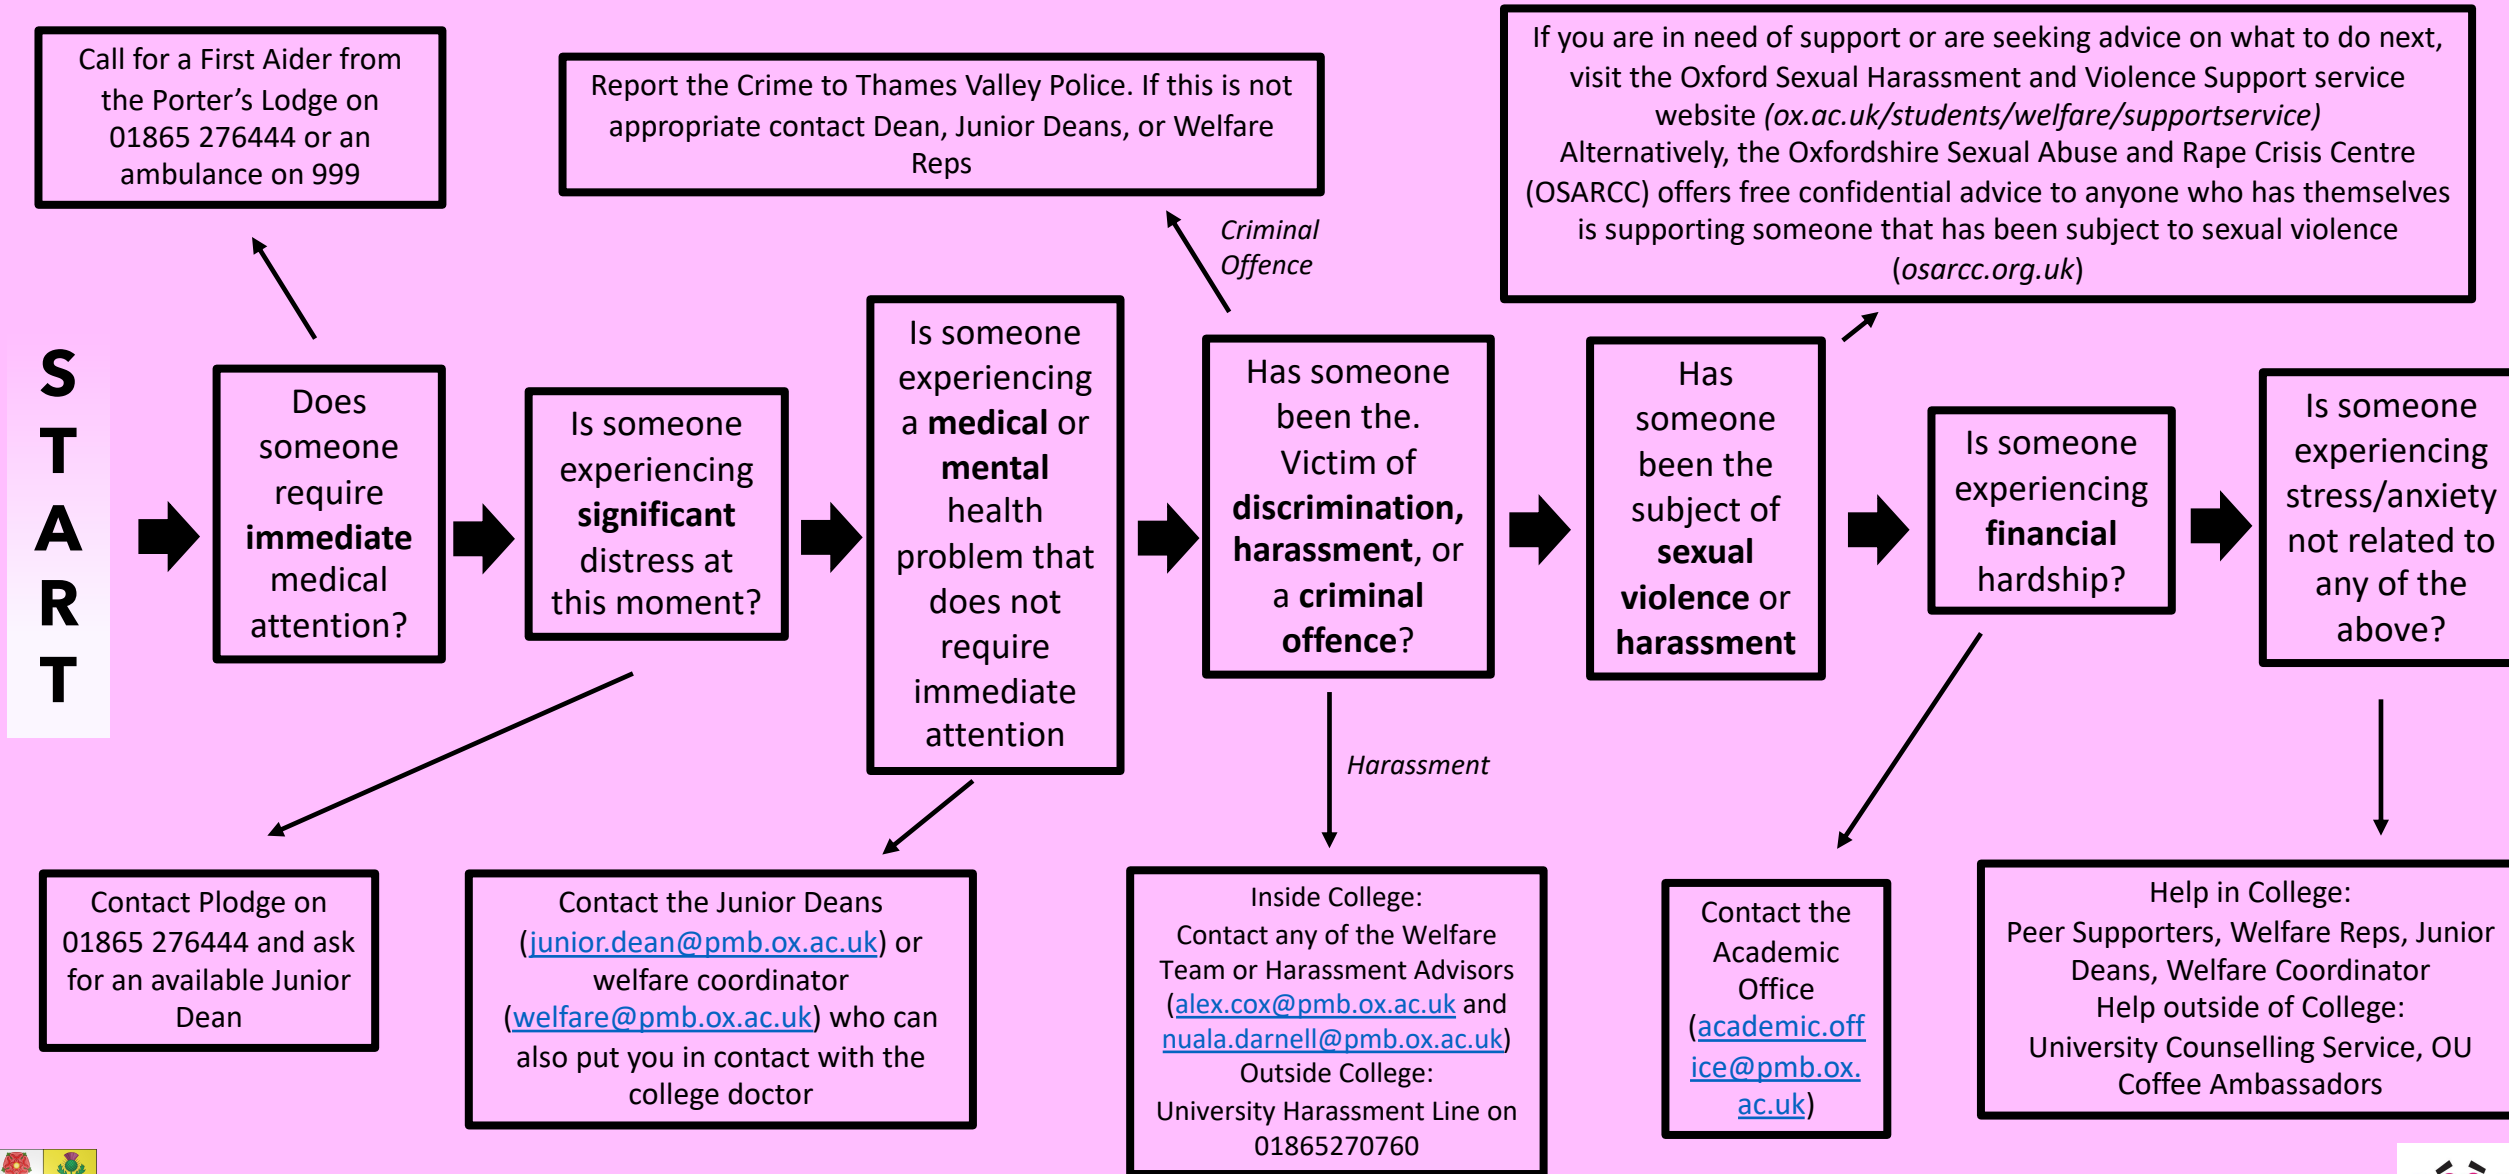 Call for a First Aider from
the Porter's Lodge on
01865 276444 or an
ambulance on 999
Report the Crime to Thames Valley Police. If this is not
appropriate contact Dean, Junior Deans, or Welfare
Reps
If you are in need of support or are seeking advice on what to do next,
visit the Oxford Sexual Harassment and Violence Support service
website (ox.ac.uk/students/welfare/supportservice)
Alternatively, the Oxfordshire Sexual Abuse and Rape Crisis Centre
(OSARCC) offers free confidential advice to anyone who has themselves
is supporting someone that has been subject to sexual violence
(osarcc.org.uk)
Criminal
Offence
S
T
A
R
T
Does
someone
require
immediate
medical
attention?
Is someone
experiencing
significant
distress at
this moment?
Is someone
experiencing
a medical or
mental
health
problem that
does not
require
immediate
attention
Has someone
been the.
Victim of
discrimination,
harassment, or
a criminal
offence?
Has
someone
been the
subject of
sexual
violence or
harassment
Is someone
experiencing
financial
hardship?
Is someone
experiencing
stress/anxiety
not related to
any of the
above?
Harassment
Contact Plodge on
01865 276444 and ask
for an available Junior
Dean
Contact the Junior Deans
(junior.dean@pmb.ox.ac.uk) or
welfare coordinator
(welfare@pmb.ox.ac.uk) who can
also put you in contact with the
college doctor
Inside College:
Contact any of the Welfare
Team or Harassment Advisors
(alex.cox@pmb.ox.ac.uk and
nuala.darnell@pmb.ox.ac.uk)
Outside College:
University Harassment Line on
01865270760
Contact the
Academic
Office
(academic.off
ice@pmb.ox.
ac.uk)
Help in College:
Peer Supporters, Welfare Reps, Junior
Deans, Welfare Coordinator
Help outside of College:
University Counselling Service, OU
Coffee Ambassadors